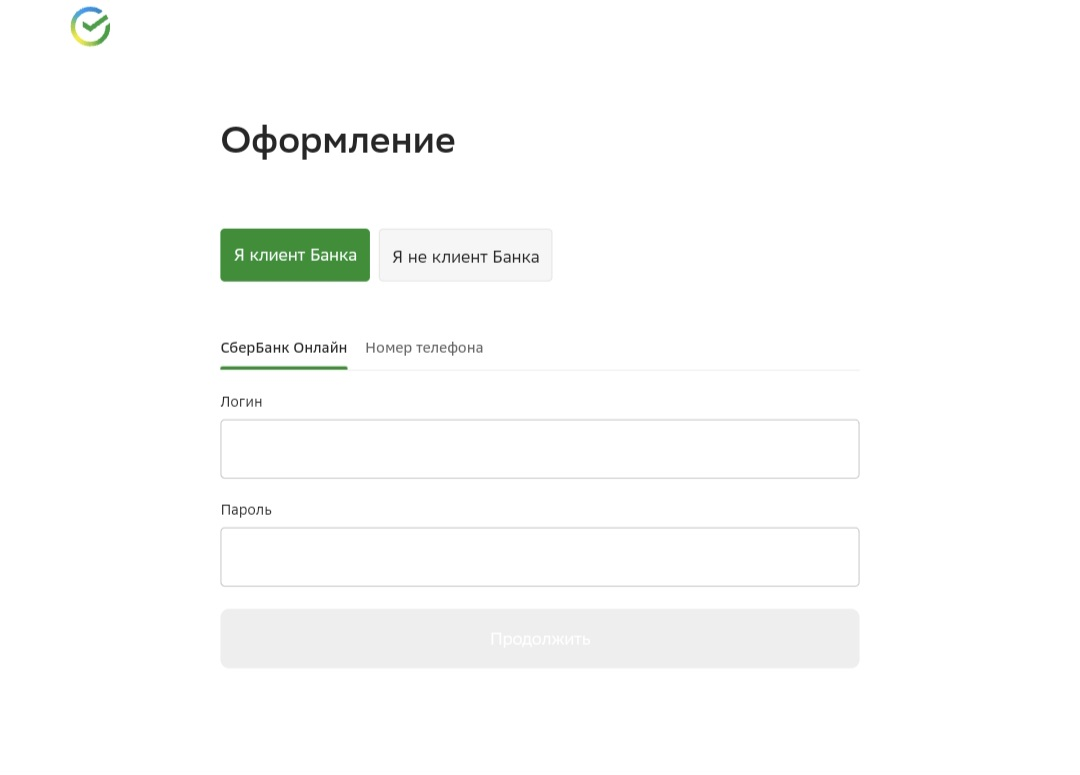 Оформление
Я клиент Банка Я не клиент Банка
СберБанк Онлайн Номер телефона
Логин
Пароль
Продолжить